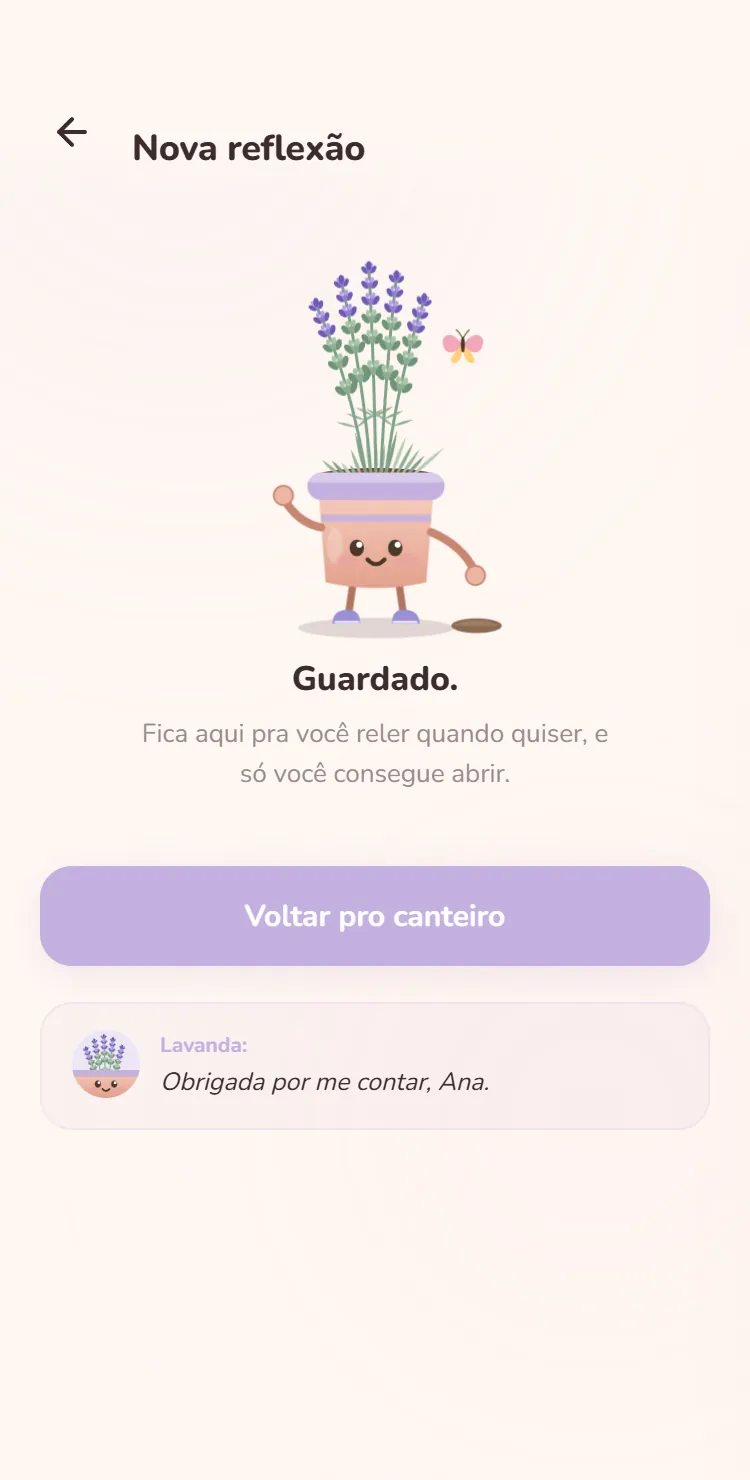 Nova reflexão
Guardado.
Fica aqui pra você reler quando quiser, e
só você consegue abrir.
Voltar pro canteiro
Lavanda:
Obrigada por me contar, Ana.